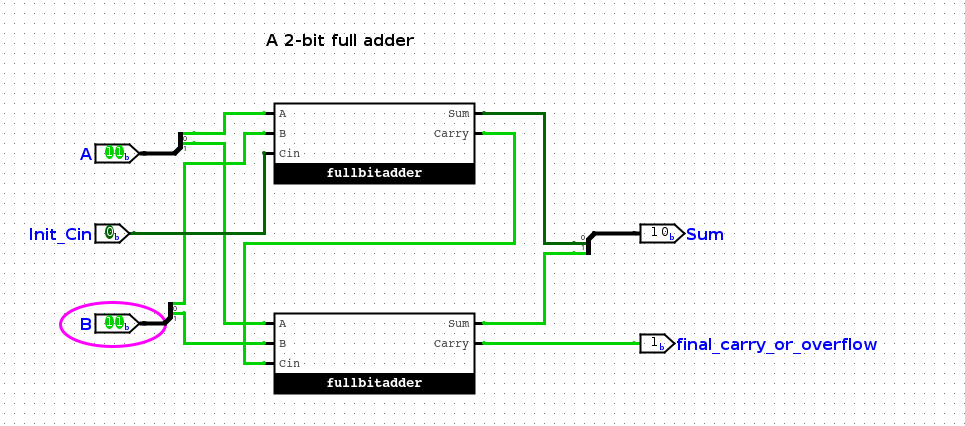 A 2-bit full adder
A Sum
B Carry
Cin
fullbitadder
A 11b 0 1
Init_Cin 0b
0 1 10b Sum
B 11b 0 1
A Sum
B Carry
Cin
fullbitadder
1b final_carry_or_overflow